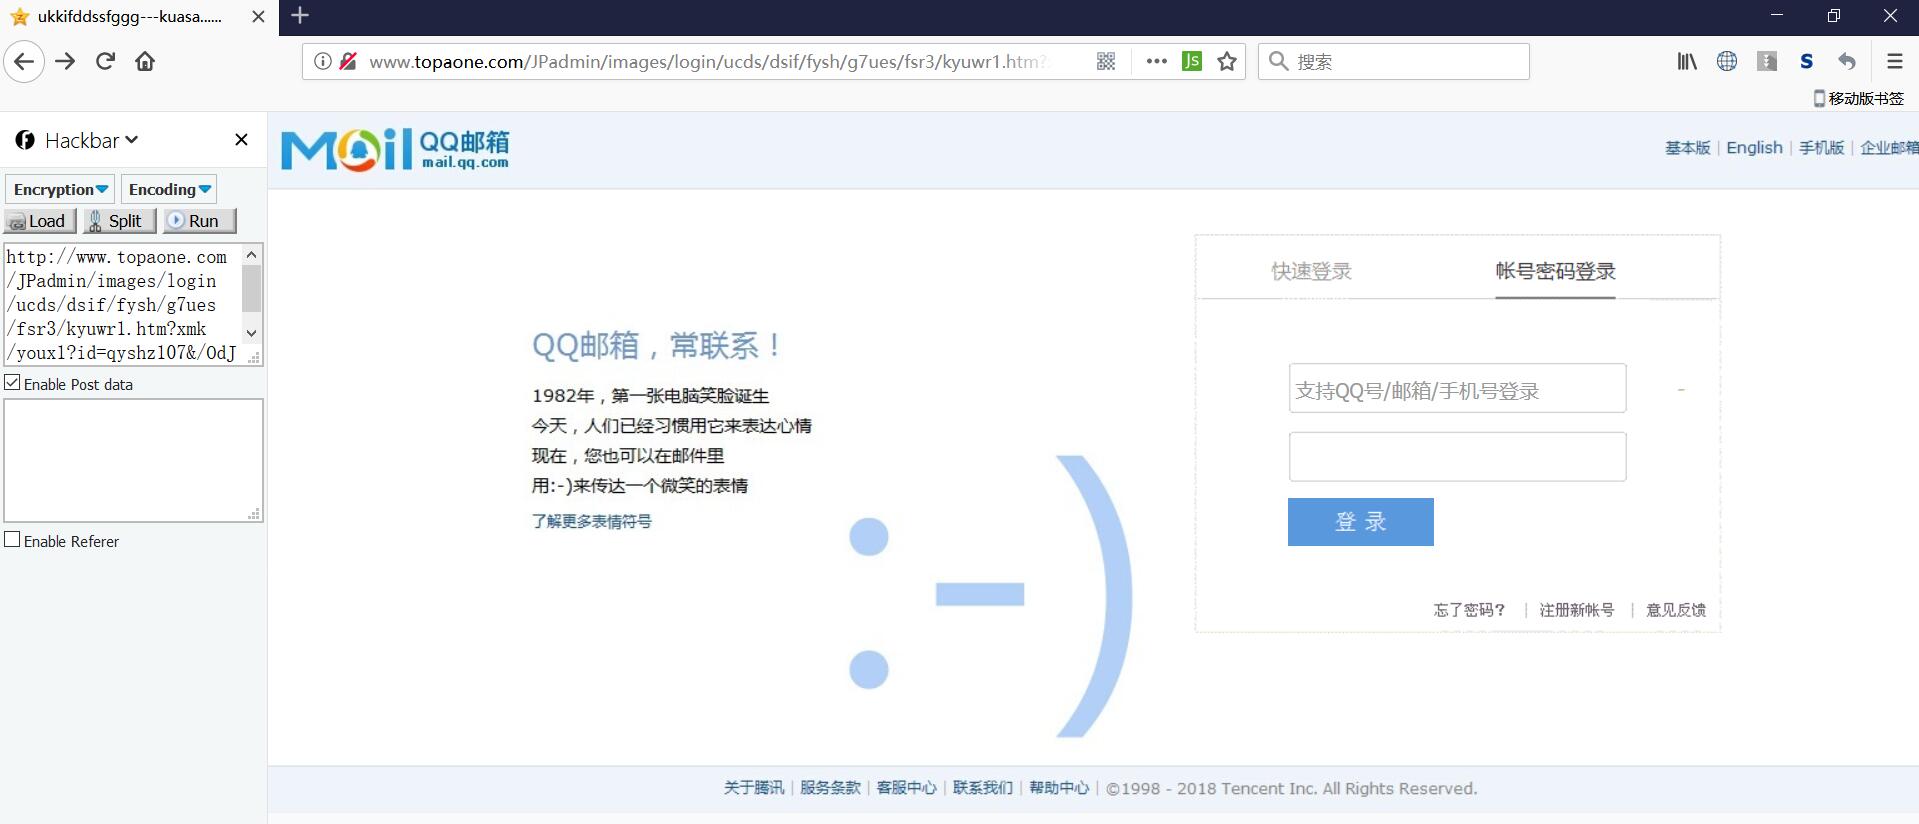 ukkifddssfggg---kuasa......
www.topaone.com/JPadmin/images/login/ucds/dsif/fysh/g7ues/fsr3/kyuwr1.htm?
JS
搜索
S
移动版书签
Hackbar
Encryption
Encoding
Load
Split
Run
http://www.topaone.com
/JPadmin/images/login
/ucds/dsif/fysh/g7ues
/fsr3/kyuwr1.htm?xmk
/youx1?id=qyshz107&/OdJ
Enable Post data
Enable Referer
Mail QQ邮箱
mail.qq.com
基本版 | English | 手机版 | 企业邮箱
快速登录 帐号密码登录
QQ邮箱，常联系！
1982年，第一张电脑笑脸诞生
今天，人们已经习惯用它来表达心情
现在，您也可以在邮件里
用:-)来传达一个微笑的表情
了解更多表情符号
:-)
支持QQ号/邮箱/手机号登录
-
登 录
忘了密码？ | 注册新帐号 | 意见反馈
关于腾讯 | 服务条款 | 客服中心 | 联系我们 | 帮助中心 | ©1998 - 2018 Tencent Inc. All Rights Reserved.